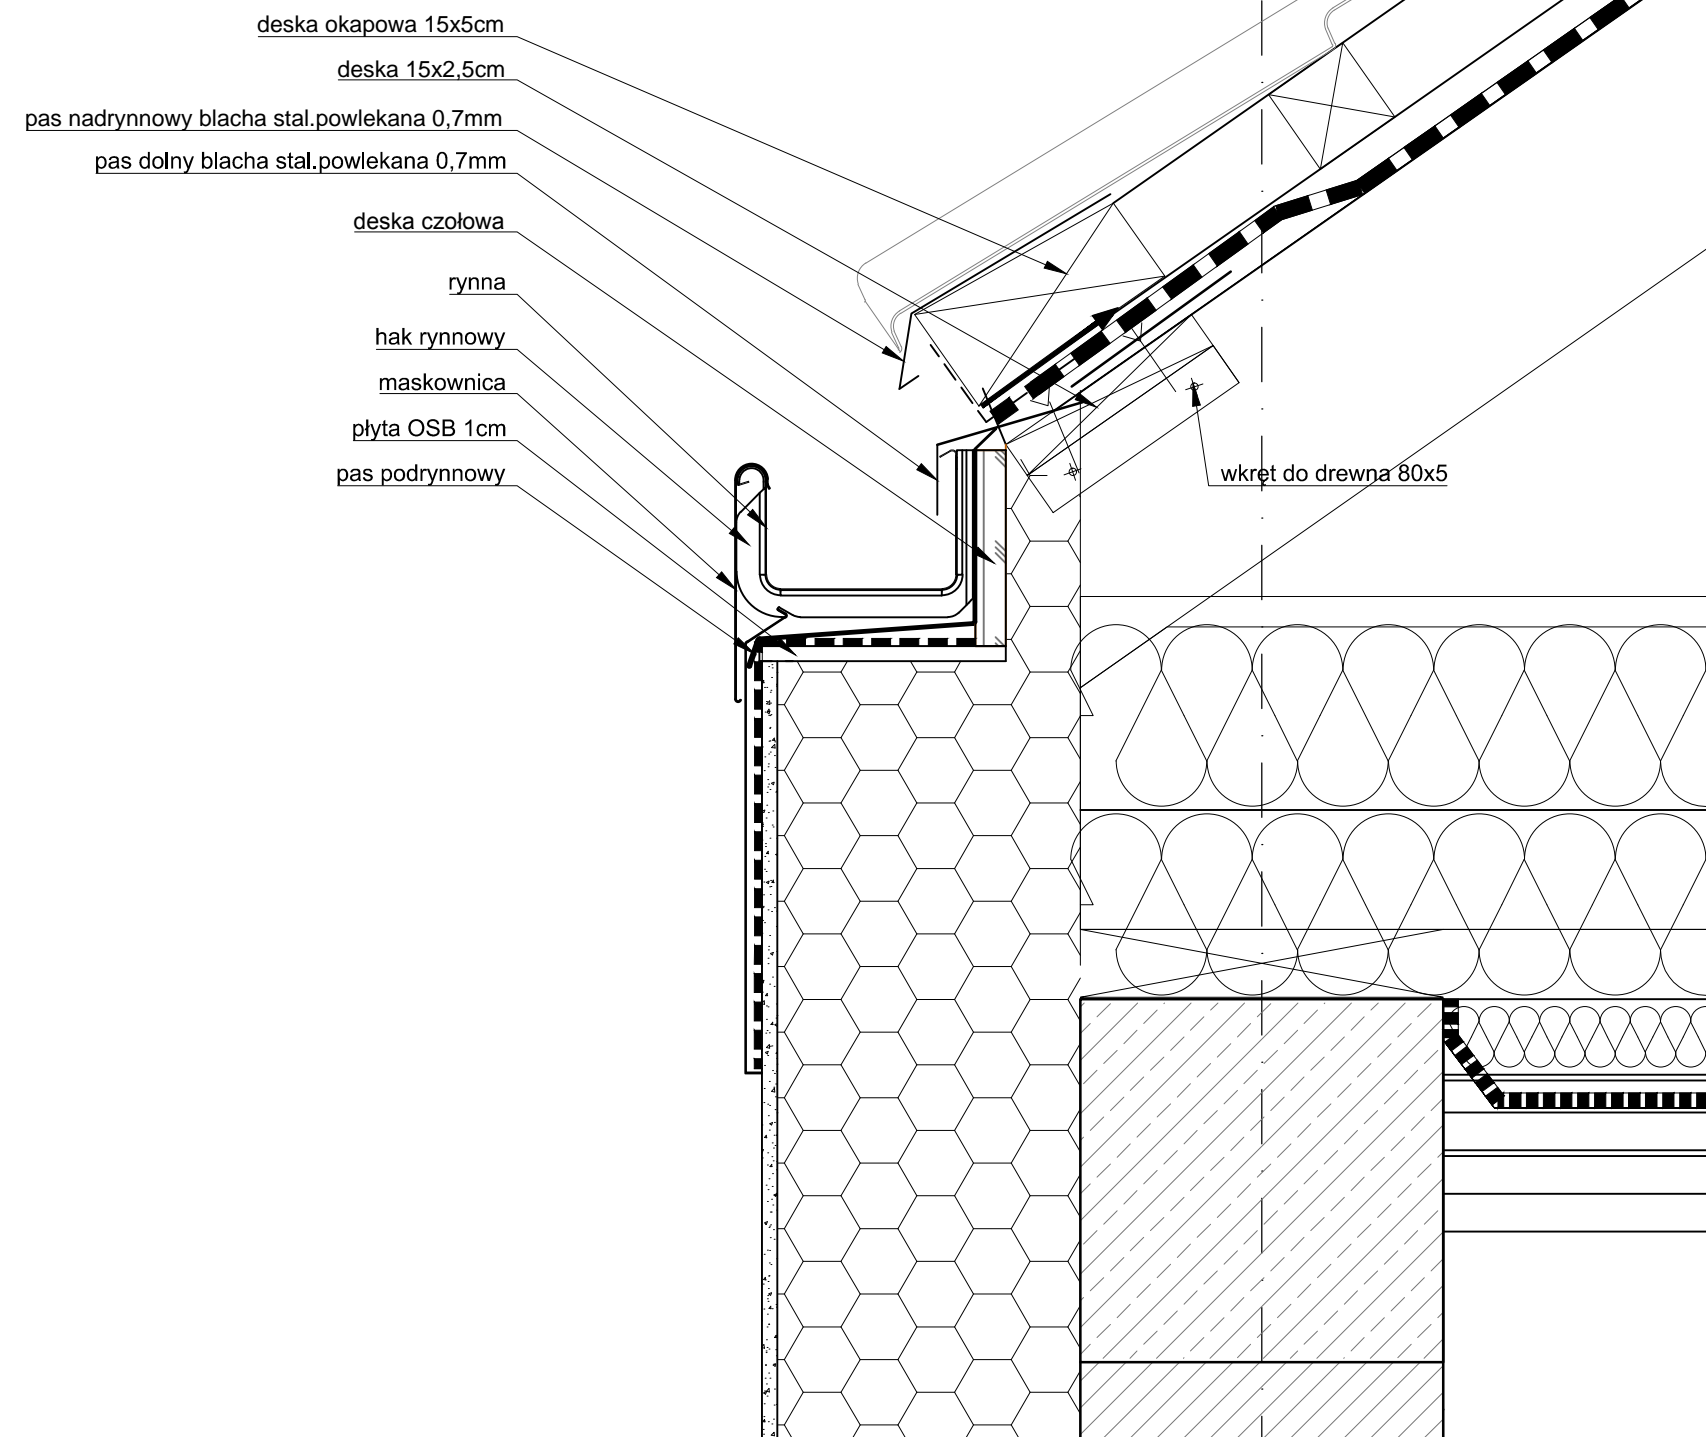 deska okapowa 15x5cm
deska 15x2,5cm
pas nadrynnowy blacha stal.powlekana 0,7mm
pas dolny blacha stal.powlekana 0,7mm
deska czołowa
rynna
hak rynnowy
maskownica
płyta OSB 1cm
pas podrynnowy
wkręt do drewna 80x5